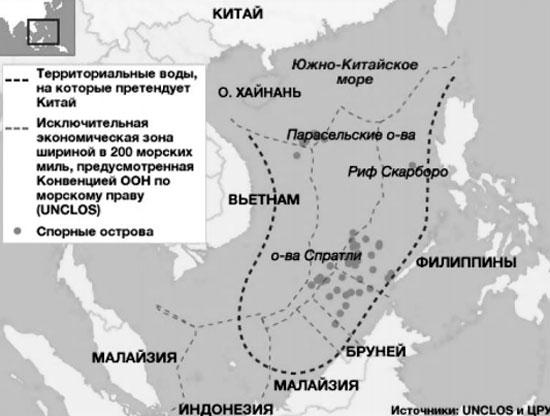 КИТАЙ
Южно-Китайское
море
Территориальные воды,
на которые претендует
Китай
О. ХАЙНАНЬ
Исключительная
экономическая зона
шириной в 200 морских
миль, предусмотренная
Конвенцией ООН по
морскому праву
(UNCLOS)
Спорные острова
Парасельские о-ва
Риф Скарборо
ВЬЕТНАМ
о-ва Спратли
ФИЛИППИНЫ
БРУНЕЙ
МАЛАЙЗИЯ
МАЛАЙЗИЯ
ИНДОНЕЗИЯ
Источники: UNCLOS и ЦРУ